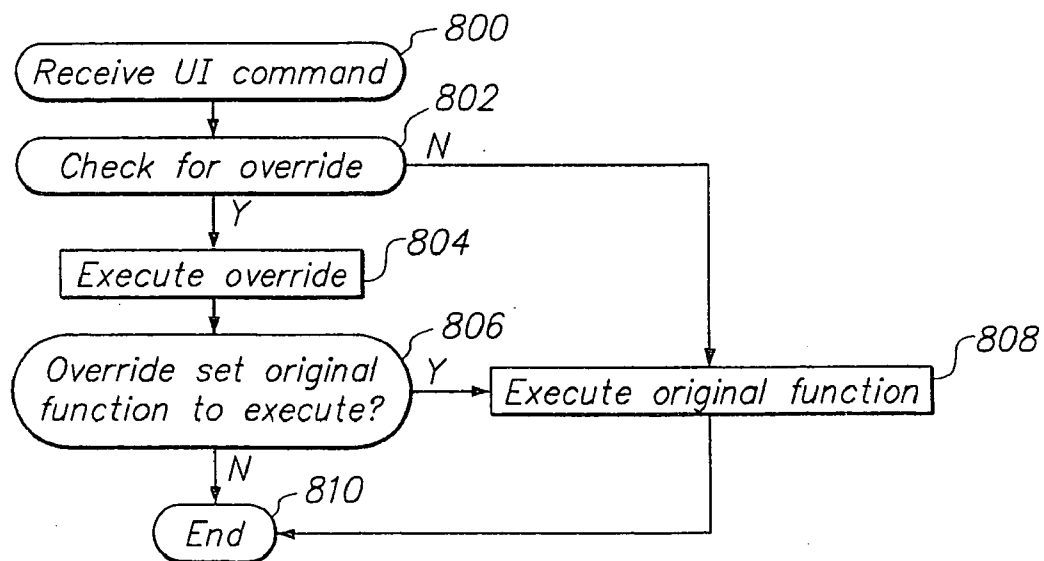 800
Receive UI command
802
Check for override
N
Y
804
Execute override
806
Override set original
function to execute?
Y
808
Execute original function
N
810
End